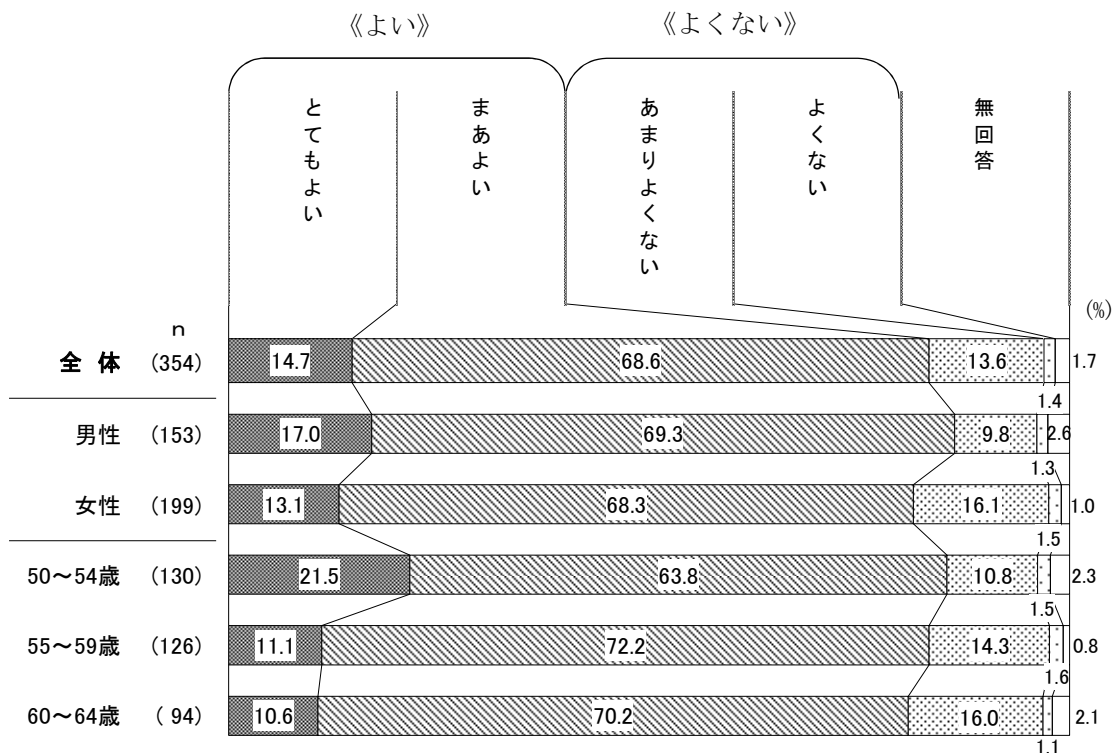 《よい》 《よくない》
とてもよい
まあよい
あまりよくない
よくない
無回答
(%)
n
全 体 (354) 14.7 68.6 13.6 1.7
1.4
男性 (153) 17.0 69.3 9.8 2.6
1.3
女性 (199) 13.1 68.3 16.1 1.0
1.5
50～54歳 (130) 21.5 63.8 10.8 2.3
1.5
55～59歳 (126) 11.1 72.2 14.3 0.8
1.6
60～64歳 ( 94) 10.6 70.2 16.0 2.1
1.1